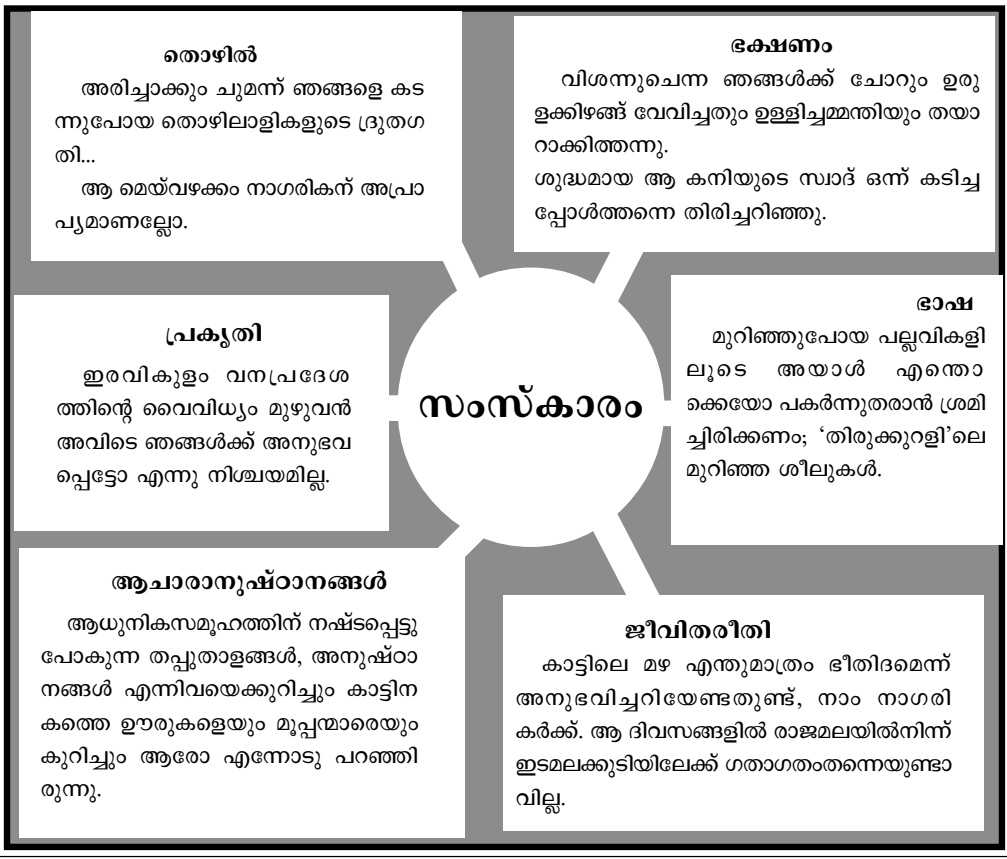 തൊഴിൽ
അരിച്ചാക്കും ചുമന്ന് ഞങ്ങളെ കട
ന്നുപോയ തൊഴിലാളികളുടെ ദ്രുതഗ
തി...
ആ മെയ്‌വഴക്കം നാഗരികന് അപ്രാ
പ്യമാണല്ലോ.
ഭക്ഷണം
വിശന്നുചെന്ന ഞങ്ങൾക്ക് ചോറും ഉരു
ളക്കിഴങ്ങ് വേവിച്ചതും ഉള്ളിച്ചമ്മന്തിയും തയാ
റാക്കിത്തന്നു.
ശുദ്ധമായ ആ കനിയുടെ സ്വാദ് ഒന്ന് കടിച്ച
പ്പോൾത്തന്നെ തിരിച്ചറിഞ്ഞു.
പ്രകൃതി
ഇരവികുളം വനപ്രദേശ
ത്തിന്റെ വൈവിധ്യം മുഴുവൻ
അവിടെ ഞങ്ങൾക്ക് അനുഭവ
പ്പെട്ടോ എന്നു നിശ്ചയമില്ല.
സംസ്കാരം
ഭാഷ
മുറിഞ്ഞുപോയ പല്ലവികളി
ലൂടെ അയാൾ എന്തൊ
ക്കെയോ പകർന്നുതരാൻ ശ്രമി
ച്ചിരിക്കണം; ‘തിരുക്കുറളി’ലെ
മുറിഞ്ഞ ശീലുകൾ.
ആചാരാനുഷ്ഠാനങ്ങൾ
ആധുനികസമൂഹത്തിന് നഷ്ടപ്പെട്ടു
പോകുന്ന തപ്പുതാളങ്ങൾ, അനുഷ്ഠാ
നങ്ങൾ എന്നിവയെക്കുറിച്ചും കാട്ടിന
കത്തെ ഊരുകളെയും മൂപ്പന്മാരെയും
കുറിച്ചും ആരോ എന്നോടു പറഞ്ഞി
രുന്നു.
ജീവിതരീതി
കാട്ടിലെ മഴ എന്തുമാത്രം ഭീതിദമെന്ന്
അനുഭവിച്ചറിയേണ്ടതുണ്ട്, നാം നാഗരി
കർക്ക്. ആ ദിവസങ്ങളിൽ രാജമലയിൽനിന്ന്
ഇടമലക്കുടിയിലേക്ക് ഗതാഗതംതന്നെയുണ്ടാ
വില്ല.